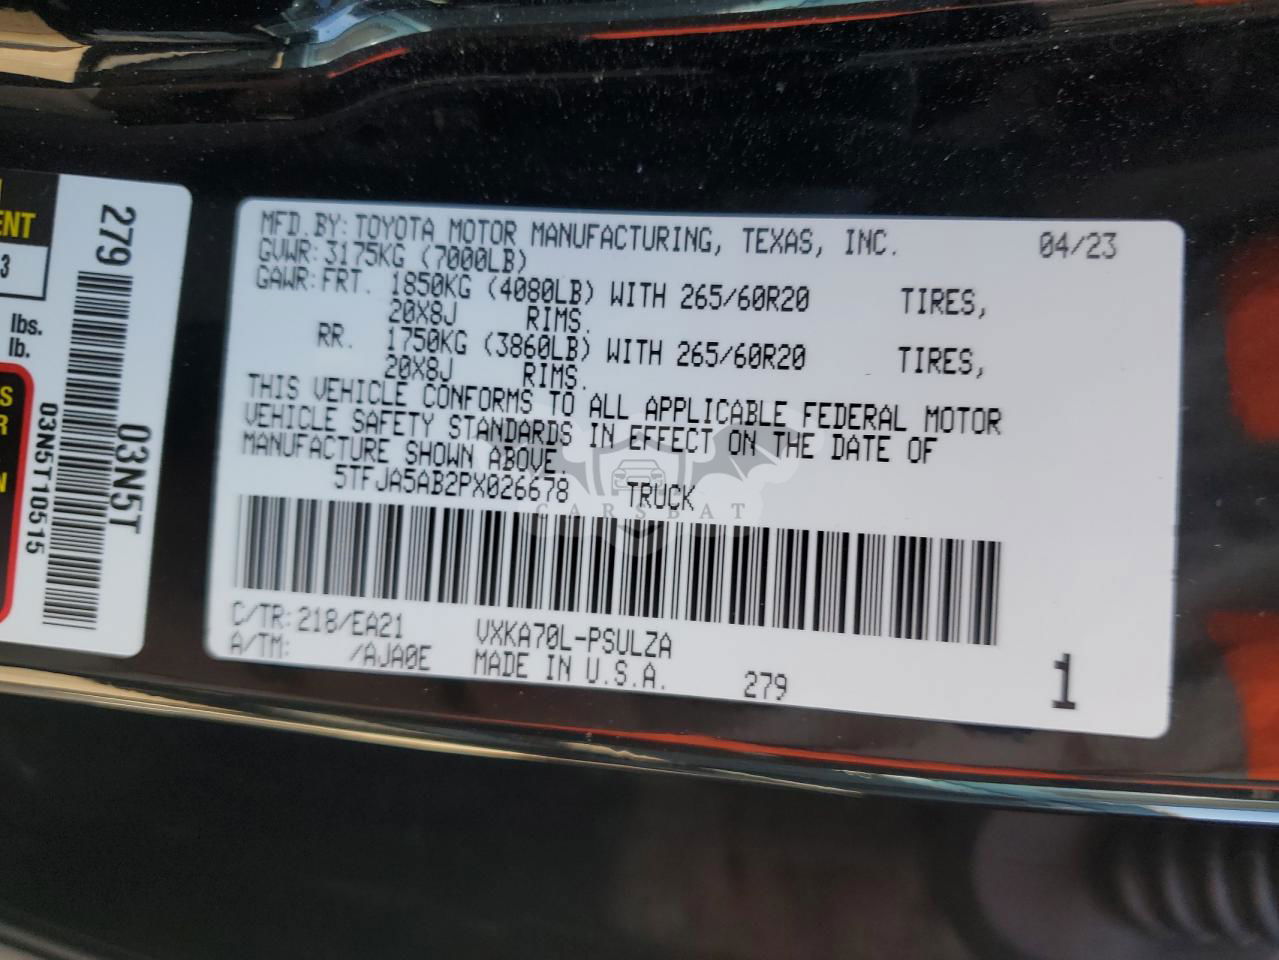 MFD.BY: TOYOTA MOTOR MANUFACTURING, TEXAS, INC. 04/23
GVWR: 3175KG (7000LB)
GAWR: FRT. 1850KG (4080LB) WITH 265/60R20 TIRES,
20X8J RIMS.
RR. 1750KG (3860LB) WITH 265/60R20 TIRES,
20X8J RIMS.
THIS VEHICLE CONFORMS TO ALL APPLICABLE FEDERAL MOTOR
VEHICLE SAFETY STANDARDS IN EFFECT ON THE DATE OF
MANUFACTURE SHOWN ABOVE.
5TFJA5AB2PX026678 TRUCK
CARSBAT
C/TR: 218/EA21 VXKA70L-PSULZA
A/TM: /AJA0E MADE IN U.S.A. 279 1
279
03N5T
03N5T10515
3
lbs.
lb.